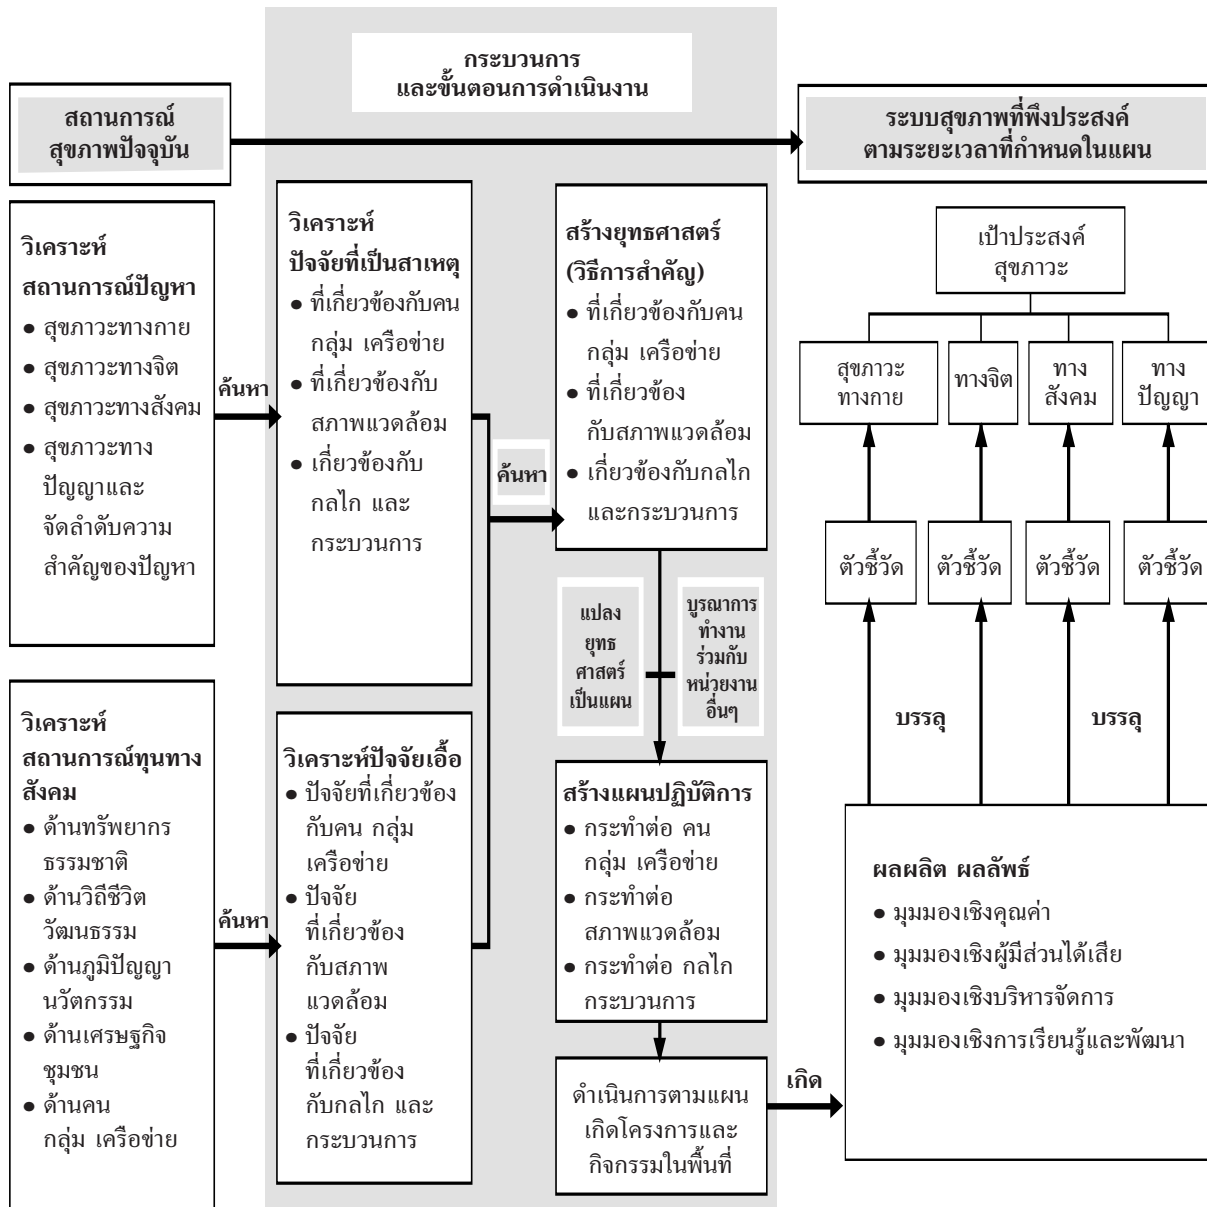 กระบวนการ
และขั้นตอนการดำเนินงาน
สถานการณ์
สุขภาพปัจจุบัน
ระบบสุขภาพที่พึงประสงค์
ตามระยะเวลาที่กำหนดในแผน
วิเคราะห์
สถานการณ์ปัญหา
● สุขภาวะทางกาย
● สุขภาวะทางจิต
● สุขภาวะทางสังคม
● สุขภาวะทาง
ปัญญาและ
จัดลำดับความ
สำคัญของปัญหา
ค้นหา
วิเคราะห์
ปัจจัยที่เป็นสาเหตุ
● ที่เกี่ยวข้องกับคน
กลุ่ม เครือข่าย
● ที่เกี่ยวข้องกับ
สภาพแวดล้อม
● เกี่ยวข้องกับ
กลไก และ
กระบวนการ
วิเคราะห์
สถานการณ์ทุนทาง
สังคม
● ด้านทรัพยากร
ธรรมชาติ
● ด้านวิถีชีวิต
วัฒนธรรม
● ด้านภูมิปัญญา
นวัตกรรม
● ด้านเศรษฐกิจ
ชุมชน
● ด้านคน
กลุ่ม เครือข่าย
ค้นหา
วิเคราะห์ปัจจัยเอื้อ
● ปัจจัยที่เกี่ยวข้อง
กับคน กลุ่ม
เครือข่าย
● ปัจจัย
ที่เกี่ยวข้อง
กับสภาพ
แวดล้อม
● ปัจจัย
ที่เกี่ยวข้อง
กับกลไก และ
กระบวนการ
ค้นหา
สร้างยุทธศาสตร์
(วิธีการสำคัญ)
● ที่เกี่ยวข้องกับคน
กลุ่ม เครือข่าย
● ที่เกี่ยวข้อง
กับสภาพแวดล้อม
● เกี่ยวข้องกับกลไก
และกระบวนการ
แปลง
ยุทธ
ศาสตร์
เป็นแผน
บูรณาการ
ทำงาน
ร่วมกับ
หน่วยงาน
อื่นๆ
สร้างแผนปฏิบัติการ
● กระทำต่อ คน
กลุ่ม เครือข่าย
● กระทำต่อ
สภาพแวดล้อม
● กระทำต่อ กลไก
กระบวนการ
ดำเนินการตามแผน
เกิดโครงการและ
กิจกรรมในพื้นที่
เกิด
เป้าประสงค์
สุขภาวะ
สุขภาวะ
ทางกาย
ทางจิต
ทาง
สังคม
ทาง
ปัญญา
ตัวชี้วัด
ตัวชี้วัด
ตัวชี้วัด
ตัวชี้วัด
บรรลุ
บรรลุ
ผลผลิต ผลลัพธ์
● มุมมองเชิงคุณค่า
● มุมมองเชิงผู้มีส่วนได้เสีย
● มุมมองเชิงบริหารจัดการ
● มุมมองเชิงการเรียนรู้และพัฒนา